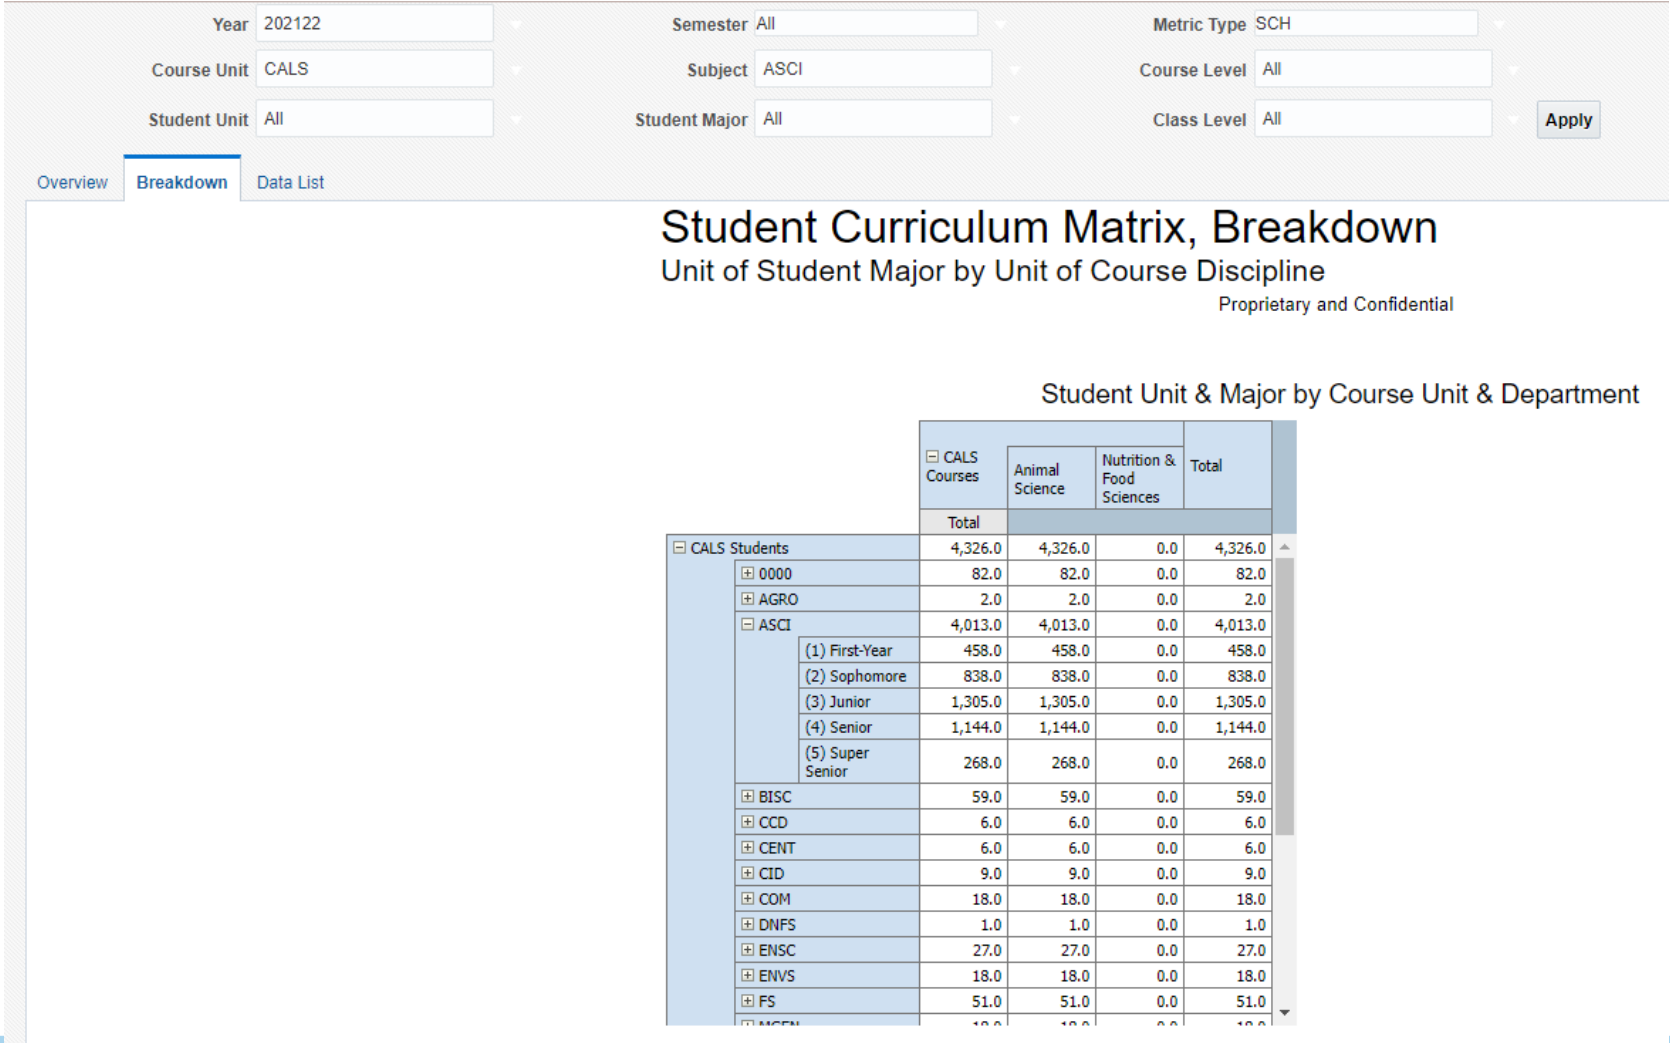 Year 202122 Semester All Metric Type SCH
Course Unit CALS Subject ASCI Course Level All
Student Unit All Student Major All Class Level All Apply
Overview Breakdown Data List
Student Curriculum Matrix, Breakdown
Unit of Student Major by Unit of Course Discipline
Proprietary and Confidential
Student Unit & Major by Course Unit & Department
CALS Courses Animal Science Nutrition & Food Sciences Total
Total
CALS Students 4,326.0 4,326.0 0.0 4,326.0
0000 82.0 82.0 0.0 82.0
AGRO 2.0 2.0 0.0 2.0
ASCI 4,013.0 4,013.0 0.0 4,013.0
(1) First-Year 458.0 458.0 0.0 458.0
(2) Sophomore 838.0 838.0 0.0 838.0
(3) Junior 1,305.0 1,305.0 0.0 1,305.0
(4) Senior 1,144.0 1,144.0 0.0 1,144.0
(5) Super Senior 268.0 268.0 0.0 268.0
BISC 59.0 59.0 0.0 59.0
CCD 6.0 6.0 0.0 6.0
CENT 6.0 6.0 0.0 6.0
CID 9.0 9.0 0.0 9.0
COM 18.0 18.0 0.0 18.0
DNFS 1.0 1.0 0.0 1.0
ENSC 27.0 27.0 0.0 27.0
ENVS 18.0 18.0 0.0 18.0
FS 51.0 51.0 0.0 51.0